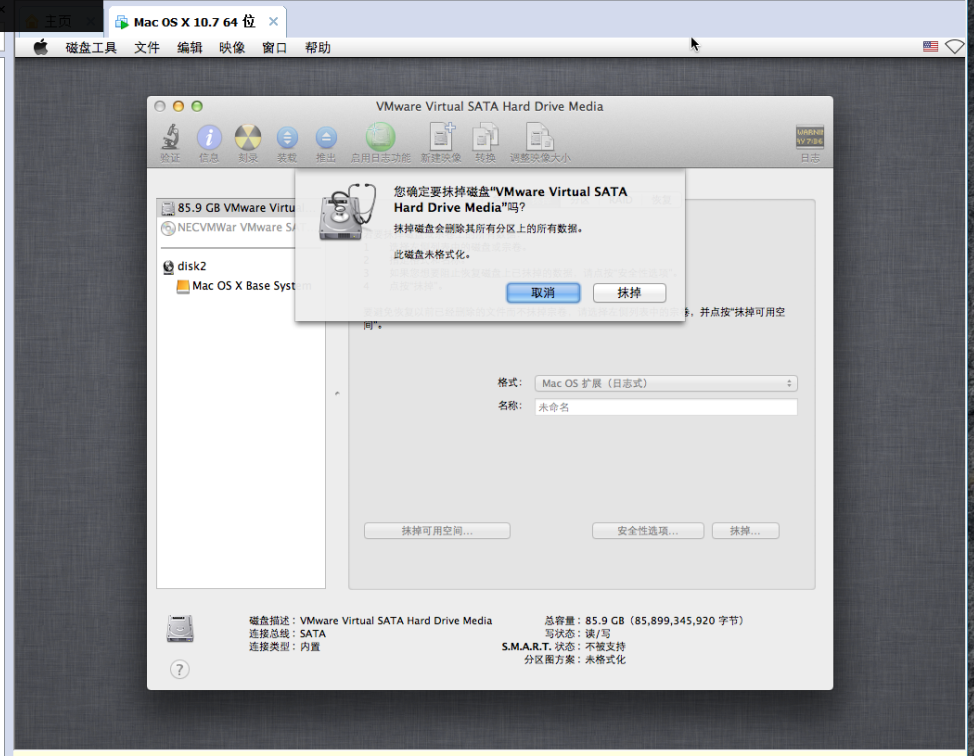 主页
Mac OS X 10.7 64 位
磁盘工具 文件 编辑 映像 窗口 帮助
VMware Virtual SATA Hard Drive Media
验证 信息 刻录 装载 推出 启用日志功能 新建映像 转换 调整映像大小 日志
WARNI
您确定要抹掉磁盘“VMware Virtual SATA
Hard Drive Media”吗?
抹掉磁盘会删除其所有分区上的所有数据。
此磁盘未格式化。
取消 抹掉
85.9 GB VMware Virtu
NECVMWar VMware SA
disk2
Mac OS X Base System
，并点按“抹掉可用空
间”。
格式： Mac OS 扩展（日志式）
名称： 未命名
抹掉可用空间... 安全性选项... 抹掉...
磁盘描述：VMware Virtual SATA Hard Drive Media
连接总线：SATA
连接类型：内置
总容量：85.9 GB（85,899,345,920 字节）
写状态：读/写
S.M.A.R.T. 状态：不被支持
分区图方案：未格式化
?